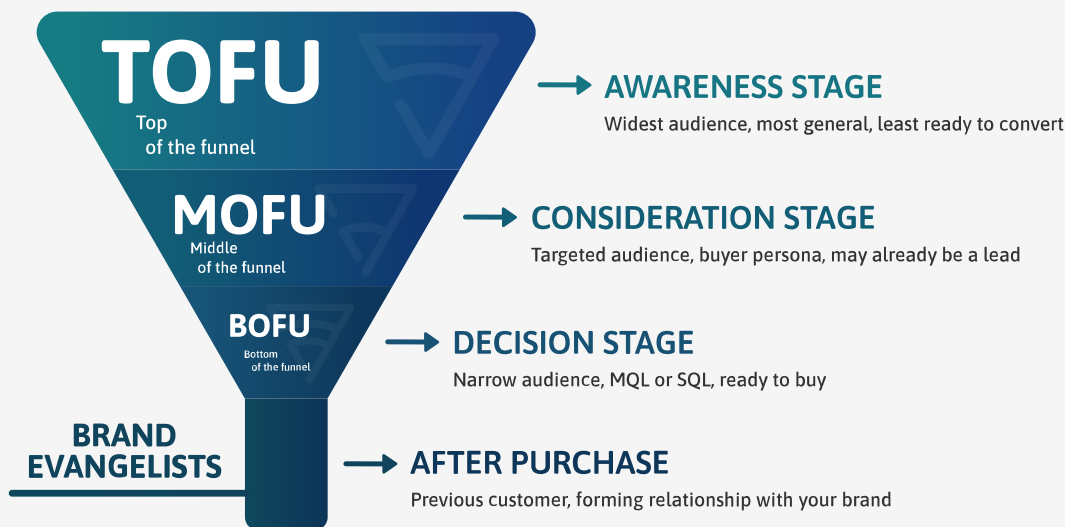 TOFU
Top
of the funnel
AWARENESS STAGE
Widest audience, most general, least ready to convert
MOFU
Middle
of the funnel
CONSIDERATION STAGE
Targeted audience, buyer persona, may already be a lead
BOFU
Bottom
of the funnel
DECISION STAGE
Narrow audience, MQL or SQL, ready to buy
BRAND
EVANGELISTS
AFTER PURCHASE
Previous customer, forming relationship with your brand